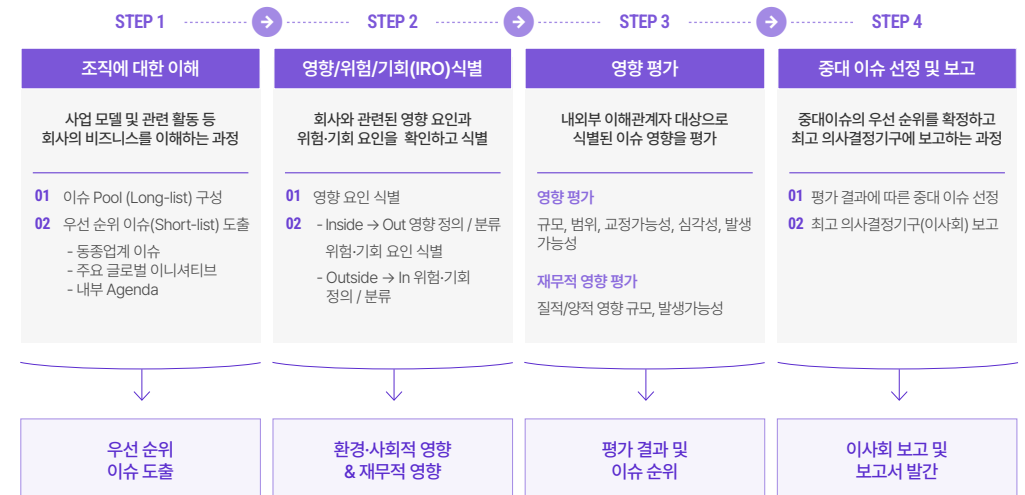 STEP 1
STEP 2
STEP 3
STEP 4
조직에 대한 이해
사업 모델 및 관련 활동 등
회사의 비즈니스를 이해하는 과정
01 이슈 Pool (Long-list) 구성
02 우선 순위 이슈(Short-list) 도출
- 동종업계 이슈
- 주요 글로벌 이니셔티브
- 내부 Agenda
우선 순위
이슈 도출
영향/위험/기회(IRO)식별
회사와 관련된 영향 요인과
위험·기회 요인을 확인하고 식별
01 영향 요인 식별
02 - Inside → Out 영향 정의 / 분류
위험·기회 요인 식별
- Outside → In 위험·기회
정의 / 분류
환경·사회적 영향
& 재무적 영향
영향 평가
내외부 이해관계자 대상으로
식별된 이슈 영향을 평가
영향 평가
규모, 범위, 교정가능성, 심각성, 발생
가능성
재무적 영향 평가
질적/양적 영향 규모, 발생가능성
평가 결과 및
이슈 순위
중대 이슈 선정 및 보고
중대이슈의 우선 순위를 확정하고
최고 의사결정기구에 보고하는 과정
01 평가 결과에 따른 중대 이슈 선정
02 최고 의사결정기구(이사회) 보고
이사회 보고 및
보고서 발간